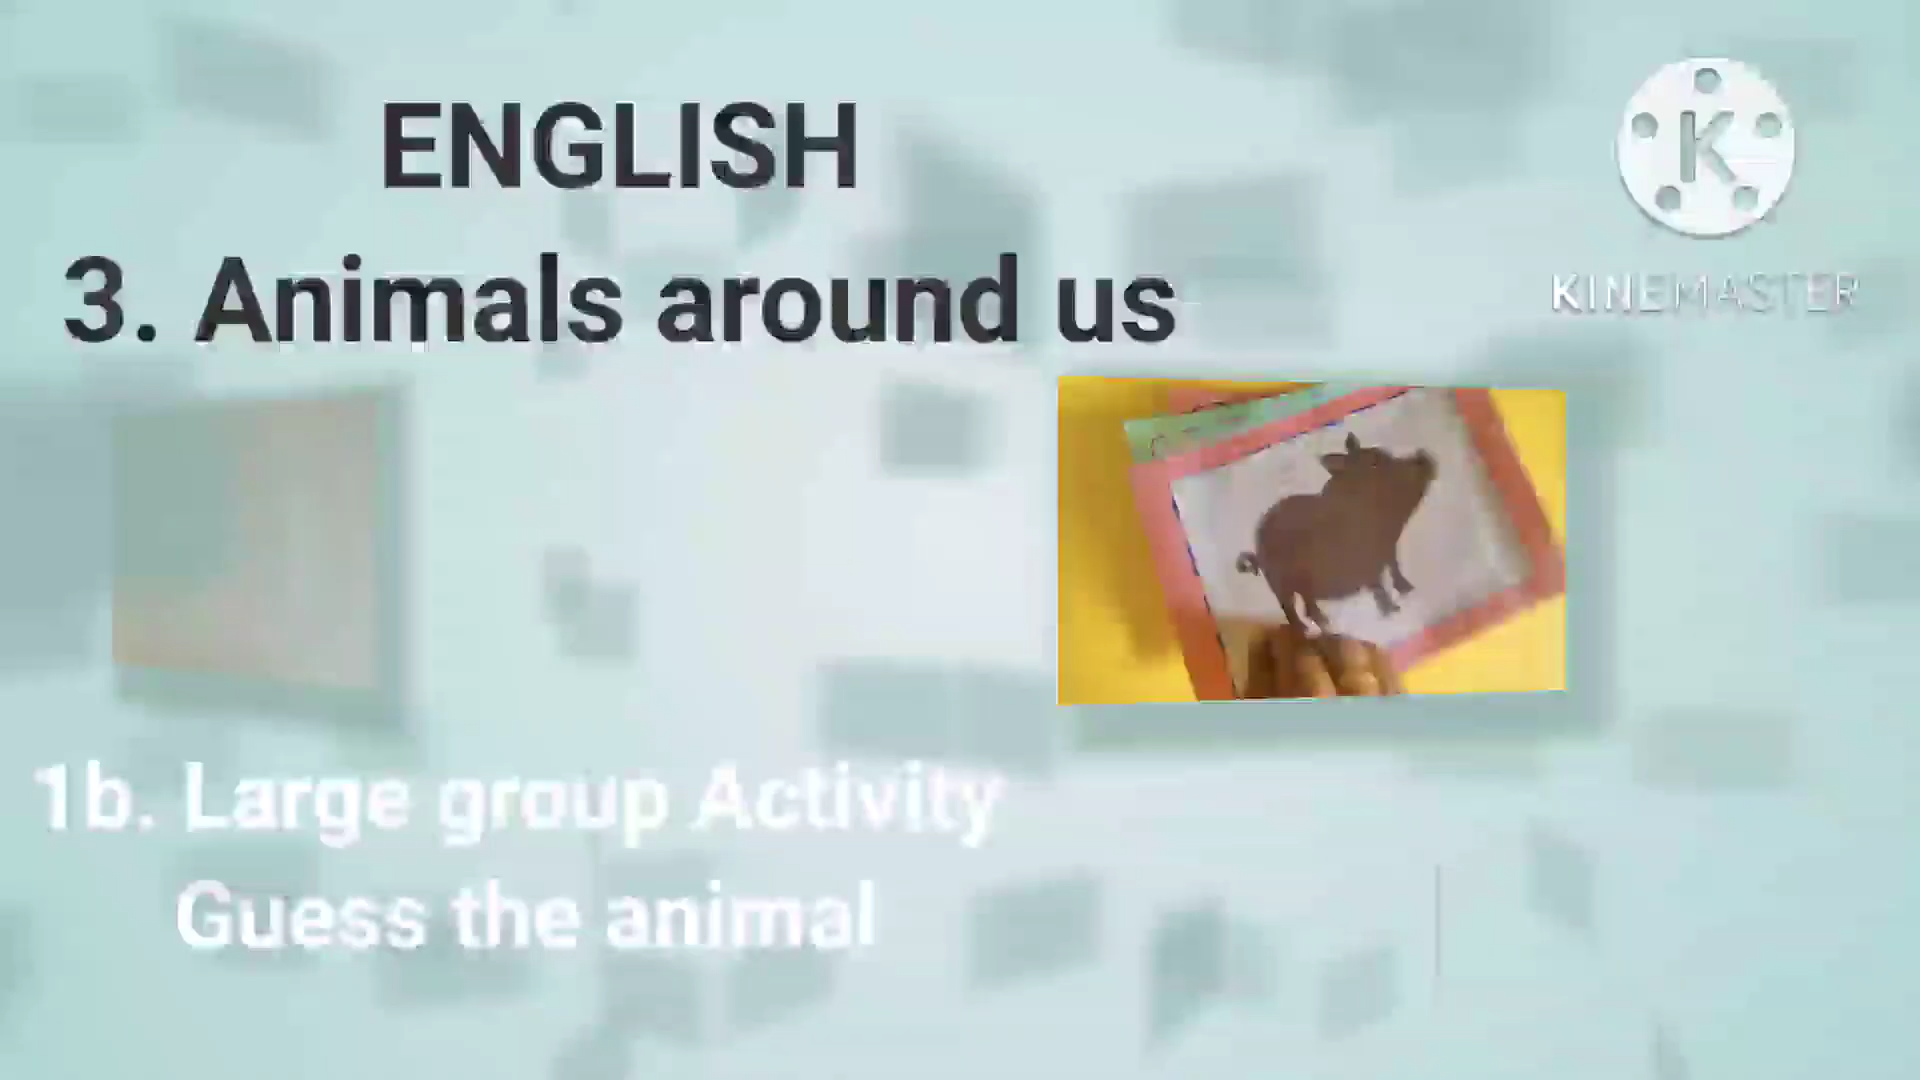 ENGLISH
3. Animals around us
K
KINEMASTER
1b. Large group Activity
Guess the animal